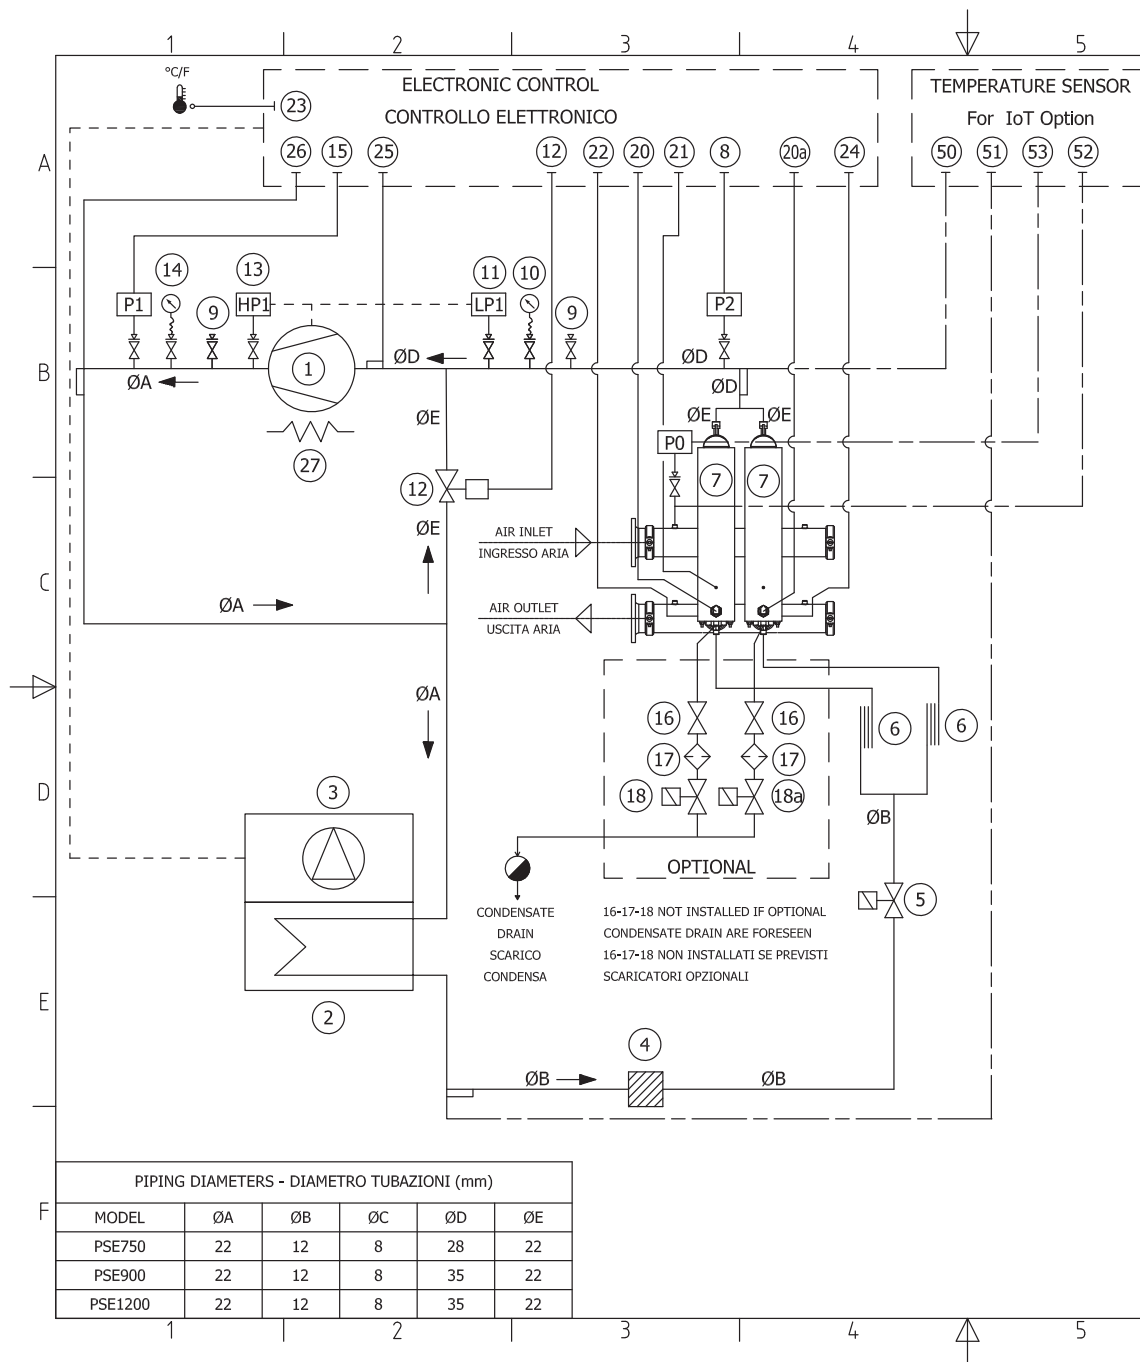 1 2 3 4 5
°C/F
ELECTRONIC CONTROL
CONTROLLO ELETTRONICO
TEMPERATURE SENSOR
For IoT Option
23
A
26 15 25 12 22 20 21 8 20a 24 50 51 53 52
14 13 11 10
P1 9 HP1 LP1 9 P2
B
1
ØA ØD ØD ØD
ØE ØE ØE
27
P0
7 7
12
ØE
AIR INLET
INGRESSO ARIA
C
ØA
AIR OUTLET
USCITA ARIA
ØA
16 16 6 6
17 17
D
3
18 18a
ØB
OPTIONAL
5
CONDENSATE
DRAIN
SCARICO
CONDENSA
16-17-18 NOT INSTALLED IF OPTIONAL
CONDENSATE DRAIN ARE FORESEEN
16-17-18 NON INSTALLATI SE PREVISTI
SCARICATORI OPZIONALI
E
2
4
ØB ØB
PIPING DIAMETERS - DIAMETRO TUBAZIONI (mm)
F
MODEL ØA ØB ØC ØD ØE
PSE750 22 12 8 28 22
PSE900 22 12 8 35 22
PSE1200 22 12 8 35 22
1 2 3 4 5